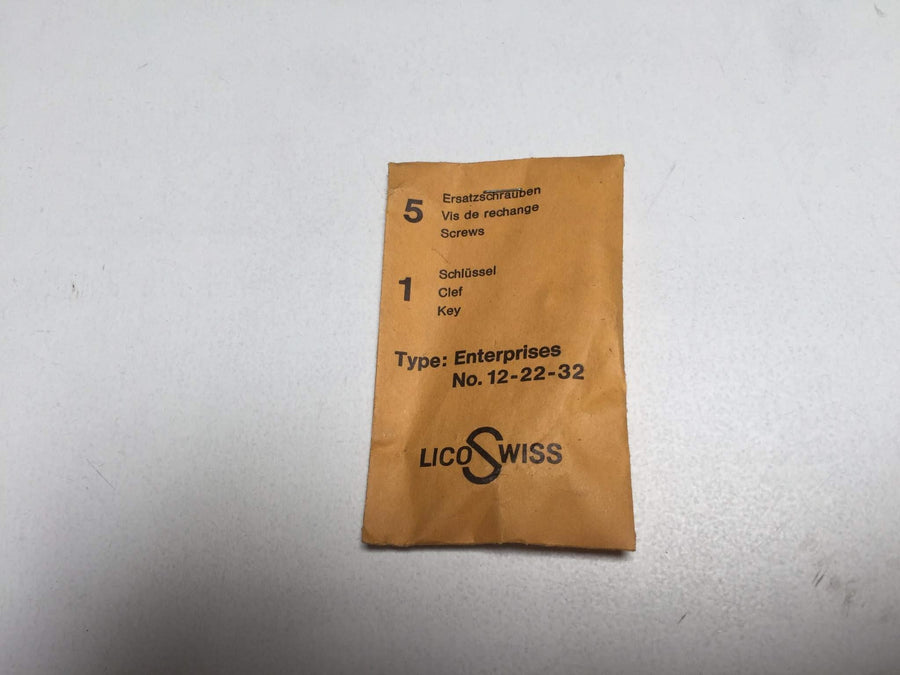 5 Ersatzschrauben
Vis de rechange
Screws
1 Schlüssel
Clef
Key
Type: Enterprises
No. 12-22-32
LICOSWISS